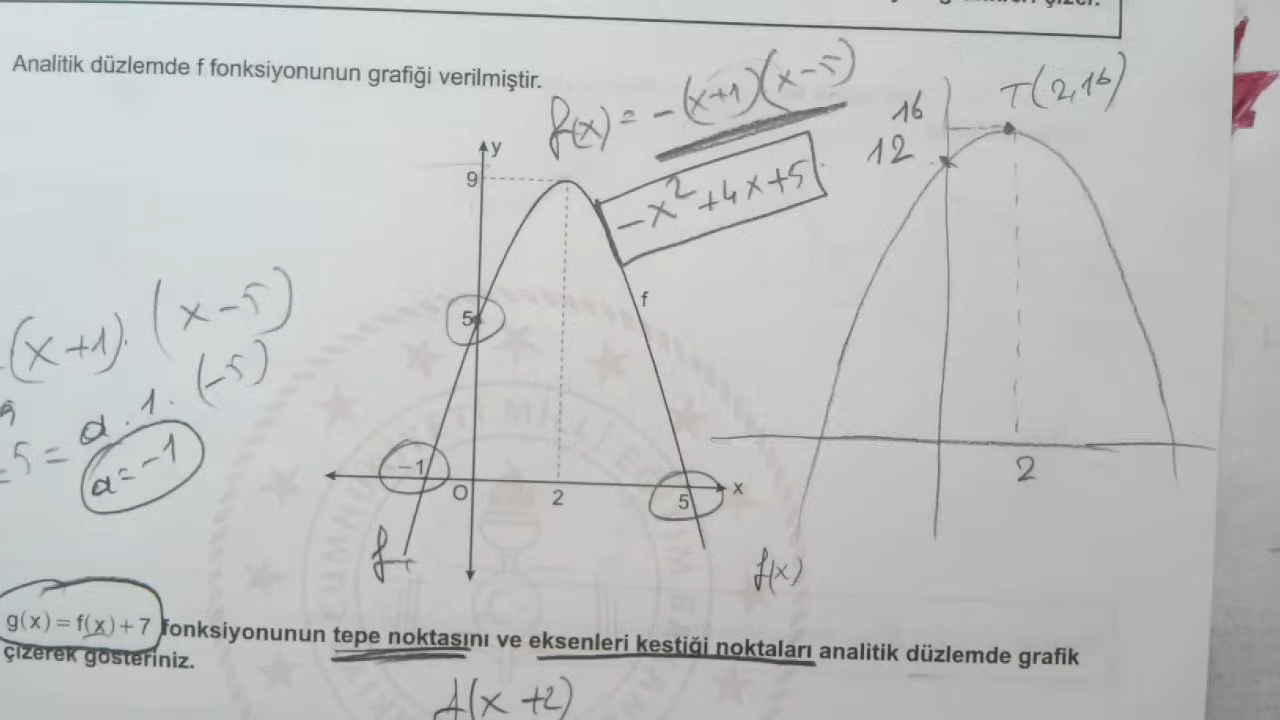 çizer.
Analitik düzlemde f fonksiyonunun grafiği verilmiştir.
f(x) = -(x+1)(x-5)
-x²+4x+5
y
9
5
-1
O
2
5
x
f
f
(x+1).(x-5)
5 = a.1.(-5)
a=-1
T(2,16)
16
12
2
f(x)
g(x) = f(x) + 7 fonksiyonunun tepe noktasını ve eksenleri kestiği noktaları analitik düzlemde grafik
çizerek gösteriniz.
(x+2)